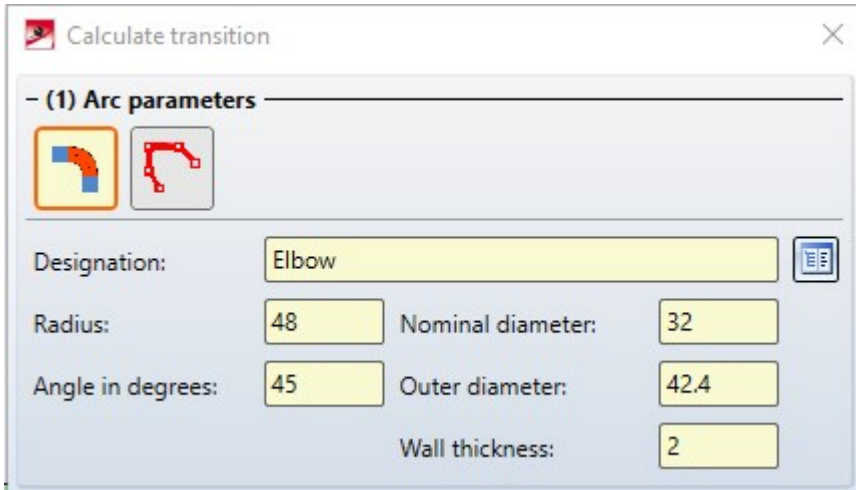 Calculate transition
(1) Arc parameters
Designation: Elbow
Radius: 48 Nominal diameter: 32
Angle in degrees: 45 Outer diameter: 42.4
Wall thickness: 2